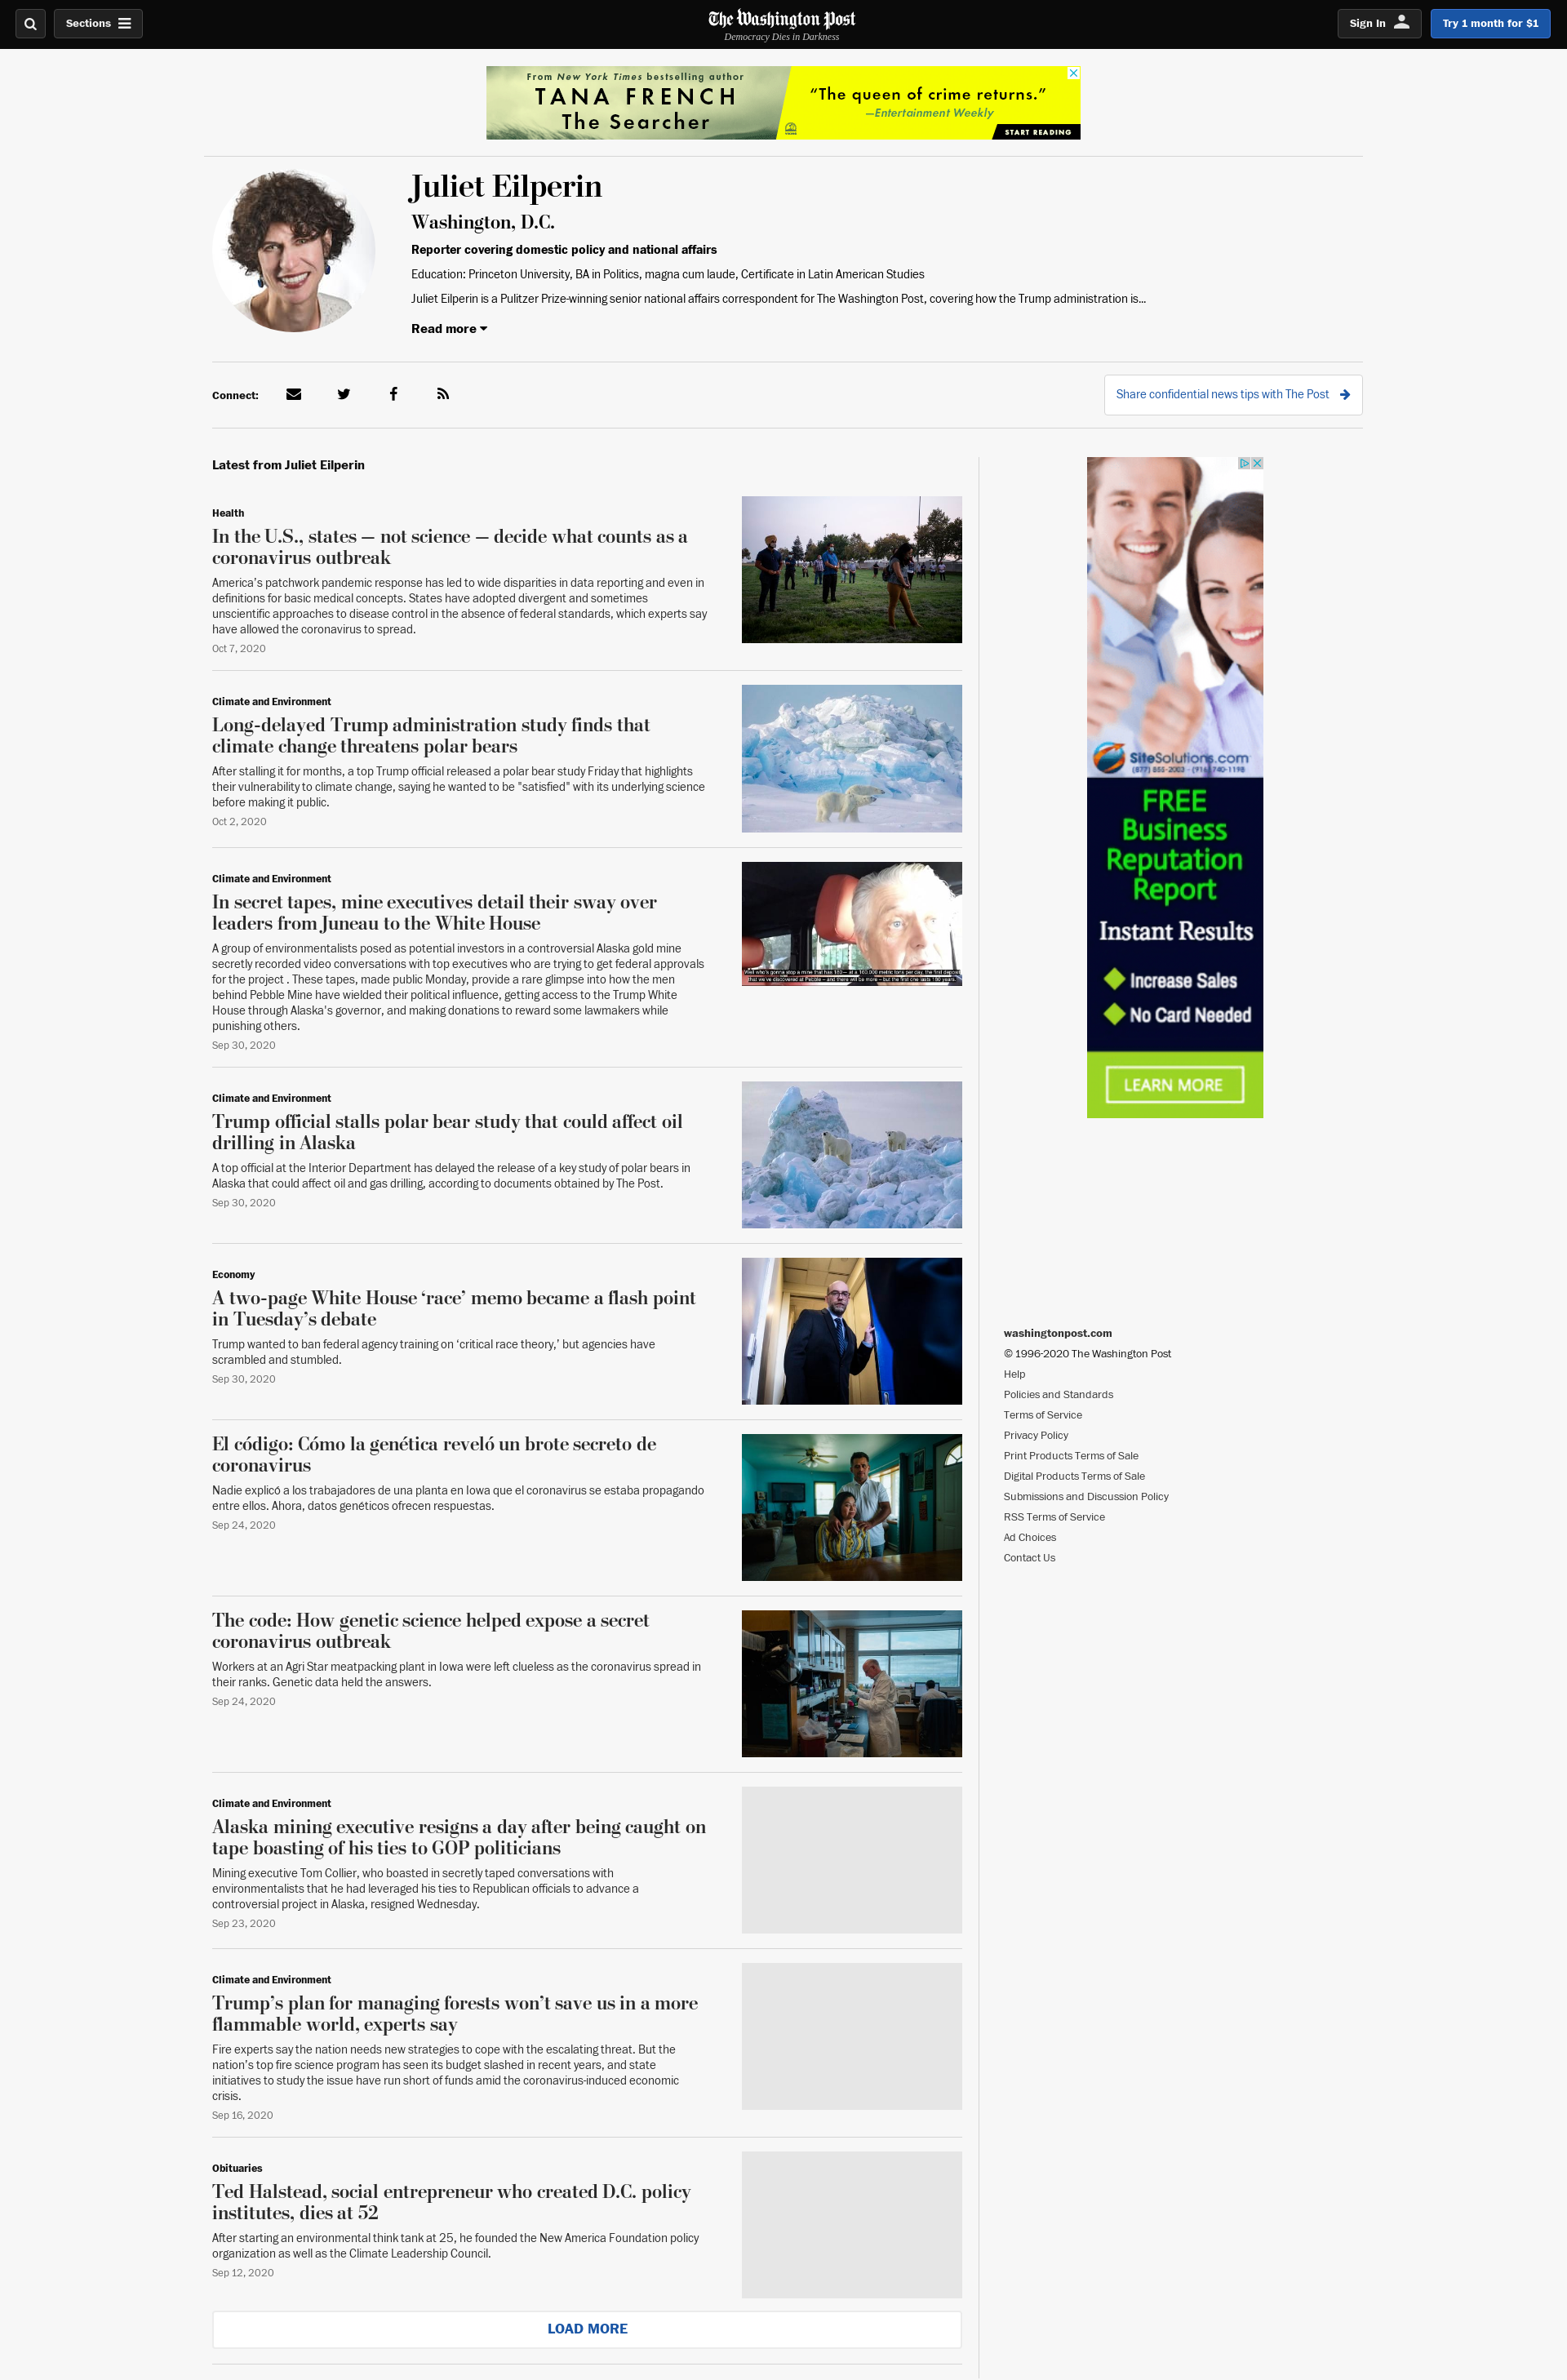 Sections
The Washington Post
Democracy Dies in Darkness
Sign In
Try 1 month for $1
From New York Times bestselling author
TANA FRENCH
The Searcher
“The queen of crime returns.”
—Entertainment Weekly
START READING
Juliet Eilperin
Washington, D.C.
Reporter covering domestic policy and national affairs
Education: Princeton University, BA in Politics, magna cum laude, Certificate in Latin American Studies
Juliet Eilperin is a Pulitzer Prize-winning senior national affairs correspondent for The Washington Post, covering how the Trump administration is...
Read more
Connect:
Share confidential news tips with The Post
Latest from Juliet Eilperin
Health
In the U.S., states — not science — decide what counts as a
coronavirus outbreak
America’s patchwork pandemic response has led to wide disparities in data reporting and even in
definitions for basic medical concepts. States have adopted divergent and sometimes
unscientific approaches to disease control in the absence of federal standards, which experts say
have allowed the coronavirus to spread.
Oct 7, 2020
Climate and Environment
Long-delayed Trump administration study finds that
climate change threatens polar bears
After stalling it for months, a top Trump official released a polar bear study Friday that highlights
their vulnerability to climate change, saying he wanted to be "satisfied" with its underlying science
before making it public.
Oct 2, 2020
Climate and Environment
In secret tapes, mine executives detail their sway over
leaders from Juneau to the White House
A group of environmentalists posed as potential investors in a controversial Alaska gold mine
secretly recorded video conversations with top executives who are trying to get federal approvals
for the project . These tapes, made public Monday, provide a rare glimpse into how the men
behind Pebble Mine have wielded their political influence, getting access to the Trump White
House through Alaska’s governor, and making donations to reward some lawmakers while
punishing others.
Sep 30, 2020
Climate and Environment
Trump official stalls polar bear study that could affect oil
drilling in Alaska
A top official at the Interior Department has delayed the release of a key study of polar bears in
Alaska that could affect oil and gas drilling, according to documents obtained by The Post.
Sep 30, 2020
Economy
A two-page White House ‘race’ memo became a flash point
in Tuesday’s debate
Trump wanted to ban federal agency training on ‘critical race theory,’ but agencies have
scrambled and stumbled.
Sep 30, 2020
El código: Cómo la genética reveló un brote secreto de
coronavirus
Nadie explicó a los trabajadores de una planta en Iowa que el coronavirus se estaba propagando
entre ellos. Ahora, datos genéticos ofrecen respuestas.
Sep 24, 2020
The code: How genetic science helped expose a secret
coronavirus outbreak
Workers at an Agri Star meatpacking plant in Iowa were left clueless as the coronavirus spread in
their ranks. Genetic data held the answers.
Sep 24, 2020
Climate and Environment
Alaska mining executive resigns a day after being caught on
tape boasting of his ties to GOP politicians
Mining executive Tom Collier, who boasted in secretly taped conversations with
environmentalists that he had leveraged his ties to Republican officials to advance a
controversial project in Alaska, resigned Wednesday.
Sep 23, 2020
Climate and Environment
Trump’s plan for managing forests won’t save us in a more
flammable world, experts say
Fire experts say the nation needs new strategies to cope with the escalating threat. But the
nation’s top fire science program has seen its budget slashed in recent years, and state
initiatives to study the issue have run short of funds amid the coronavirus-induced economic
crisis.
Sep 16, 2020
Obituaries
Ted Halstead, social entrepreneur who created D.C. policy
institutes, dies at 52
After starting an environmental think tank at 25, he founded the New America Foundation policy
organization as well as the Climate Leadership Council.
Sep 12, 2020
LOAD MORE
SiteSolutions.com
(877) 855-2003 - (916) 740-1198
FREE
Business
Reputation
Report
Instant Results
Increase Sales
No Card Needed
LEARN MORE
washingtonpost.com
© 1996-2020 The Washington Post
Help
Policies and Standards
Terms of Service
Privacy Policy
Print Products Terms of Sale
Digital Products Terms of Sale
Submissions and Discussion Policy
RSS Terms of Service
Ad Choices
Contact Us